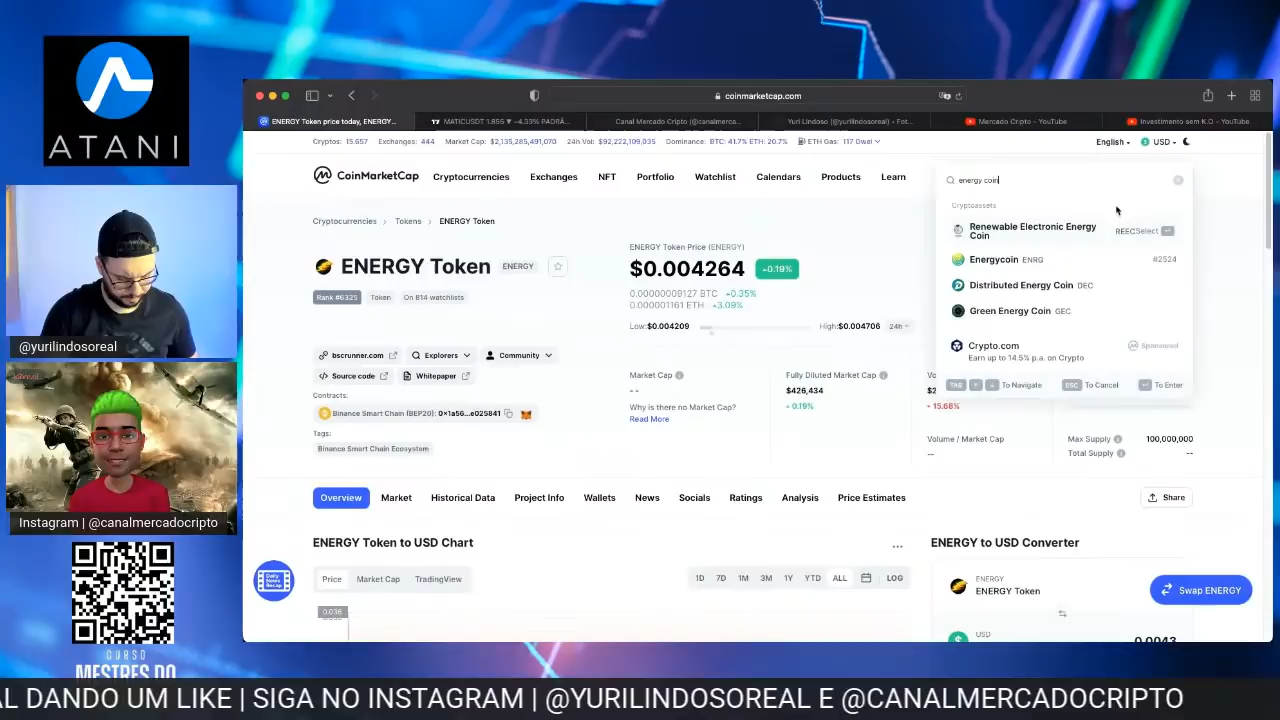 ATANI
@yurilindosoreal
Instagram | @canalmercadocripto
CURSO
MESTRES DO
coinmarketcap.com
ENERGY Token price today, ENERGY...
MATICUSDT 1.855 ▼ −4.33% PADRÃ...
Canal Mercado Cripto (@canalmerca...
Yuri Lindoso (@yurilindosoreal) • Fot...
Mercado Cripto - YouTube
Investimento sem K.O - YouTube
Cryptos: 15.657 Exchanges: 444 Market Cap: $2,135,285,491,070 24h Vol: $92,222,109,035 Dominance: BTC: 41.7% ETH: 20.7% ETH Gas: 117 Gwei
English USD
CoinMarketCap Cryptocurrencies Exchanges NFT Portfolio Watchlist Calendars Products Learn
energy coin
Cryptoassets
Renewable Electronic Energy Coin REEC Select
Energycoin ENRG #2524
Distributed Energy Coin DEC
Green Energy Coin GEC
Crypto.com Sponsored
Earn up to 14.5% p.a. on Crypto
TAB To Navigate ESC To Cancel To Enter
Cryptocurrencies > Tokens > ENERGY Token
ENERGY Token ENERGY
Rank #6325 Token On 814 watchlists
bscrunner.com Explorers Community
Source code Whitepaper
Contracts:
Binance Smart Chain (BEP20): 0x1a56...e025841
Tags:
Binance Smart Chain Ecosystem
ENERGY Token Price (ENERGY)
$0.004264 +0.19%
0.00000009127 BTC +0.35%
0.000001161 ETH +3.09%
Low: $0.004209 High: $0.004706 24h
Market Cap
- -
Why is there no Market Cap?
Read More
Fully Diluted Market Cap
$426,434
0.19%
15.68%
Volume / Market Cap
--
Max Supply 100,000,000
Total Supply --
Overview Market Historical Data Project Info Wallets News Socials Ratings Analysis Price Estimates Share
ENERGY Token to USD Chart
...
Price Market Cap TradingView
1D 7D 1M 3M 1Y YTD ALL LOG
0.036
Daily News Recap
ENERGY to USD Converter
ENERGY
ENERGY Token
USD
0.0043
Swap ENERGY
AL DANDO UM LIKE | SIGA NO INSTAGRAM | @YURILINDOSOREAL E @CANALMERCADOCRIPTO